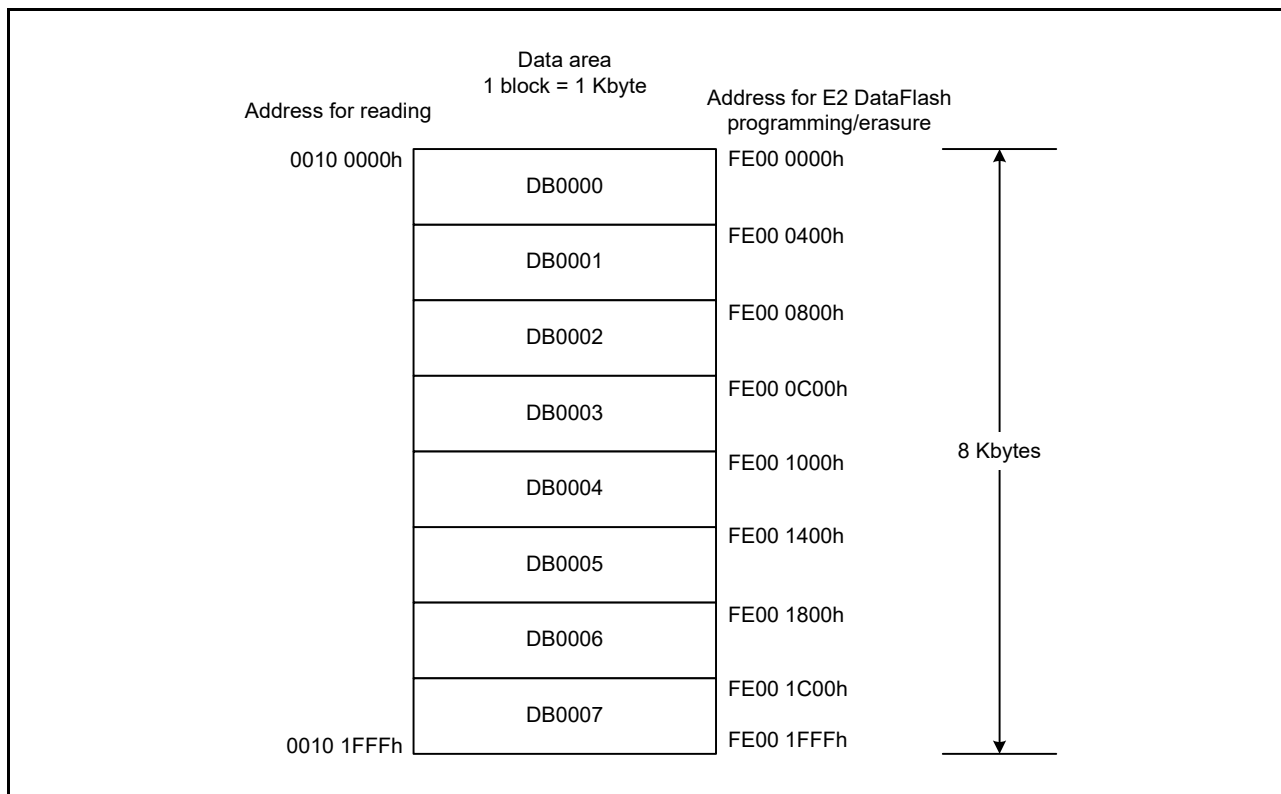 Data area
1 block = 1 Kbyte
Address for reading
Address for E2 DataFlash
programming/erasure
0010 0000h
FE00 0000h
DB0000
FE00 0400h
DB0001
FE00 0800h
DB0002
FE00 0C00h
DB0003
8 Kbytes
FE00 1000h
DB0004
FE00 1400h
DB0005
FE00 1800h
DB0006
FE00 1C00h
DB0007
0010 1FFFh
FE00 1FFFh